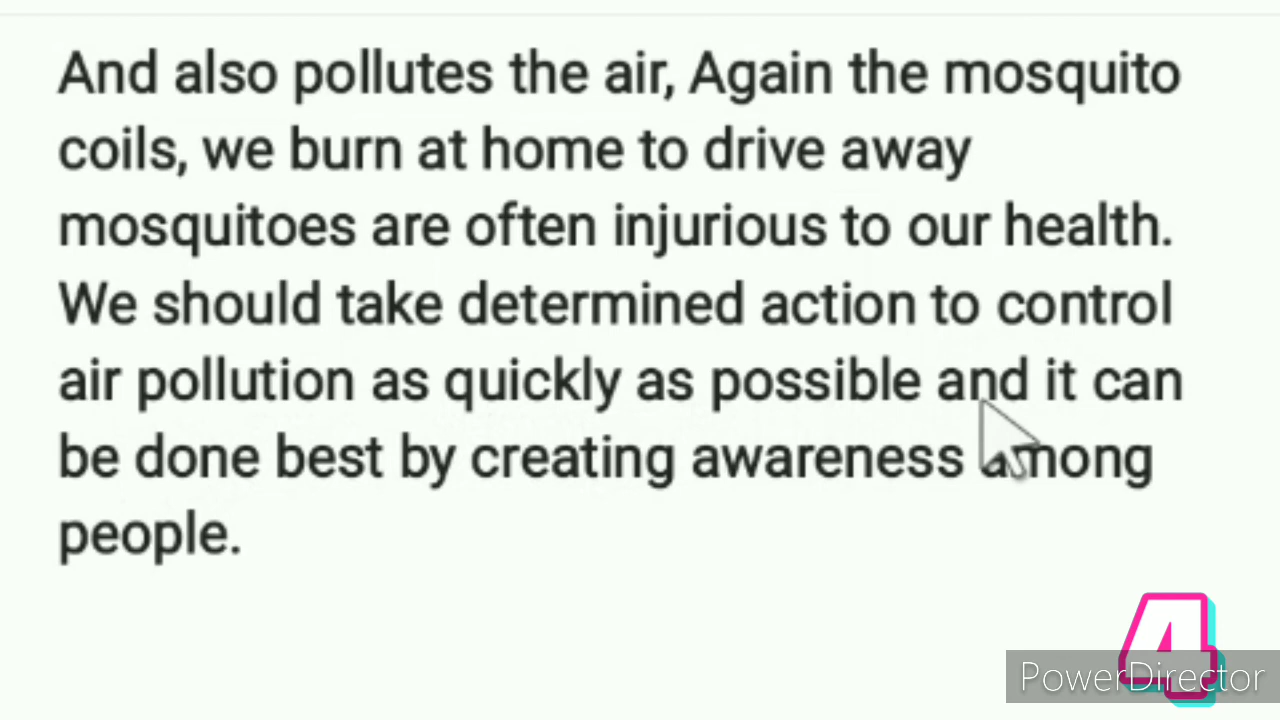 And also pollutes the air, Again the mosquito
coils, we burn at home to drive away
mosquitoes are often injurious to our health.
We should take determined action to control
air pollution as quickly as possible and it can
be done best by creating awareness among
people.
4
PowerDirector